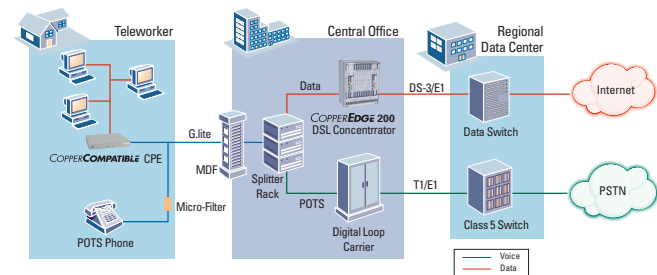 Teleworker
Central Office
Regional
Data Center
Data
COPPEREDGE 200
DSL Concentrrator
DS-3/E1
Data Switch
Internet
COPPERCOMPATIBLE CPE
G.lite
MDF
Splitter
Rack
Micro-Filter
POTS Phone
POTS
Digital Loop
Carrier
T1/E1
Class 5 Switch
PSTN
Voice
Data